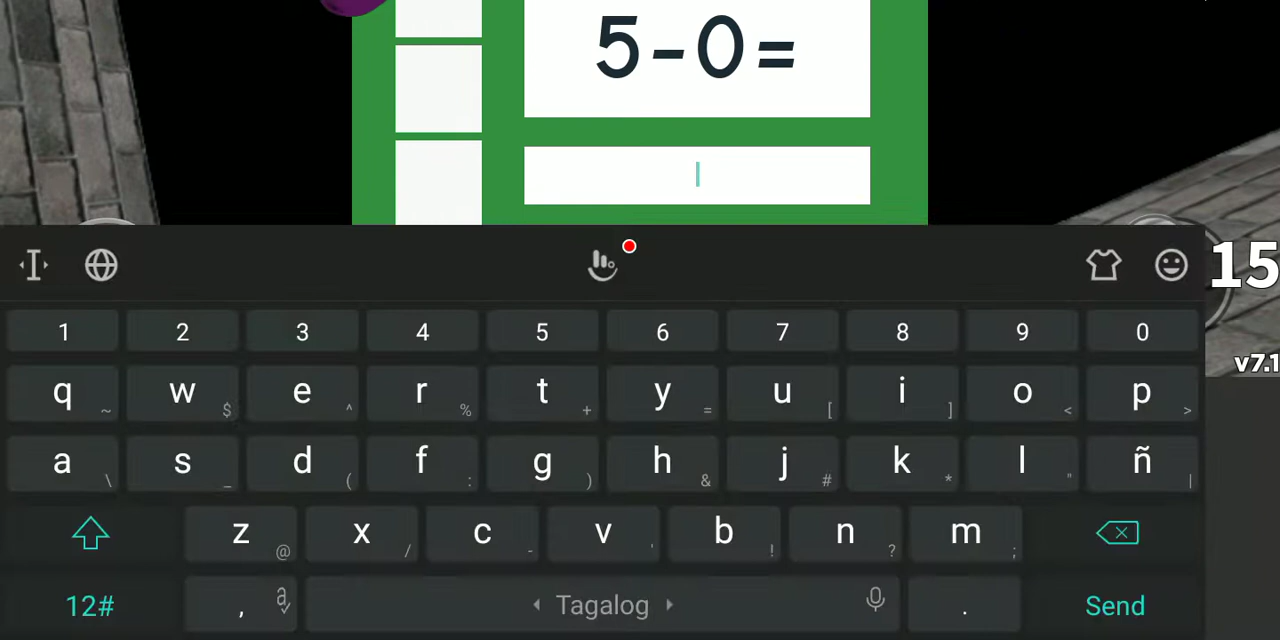 5-0=
15
1 2 3 4 5 6 7 8 9 0
v7.1
q w e r t y u i o p
~ $ ^ % + = [ ] < >
a s d f g h j k l ñ
\ _ ( : ) & # * " |
z x c v b n m
@ / - ' ! ? ;
12# , á Tagalog . Send